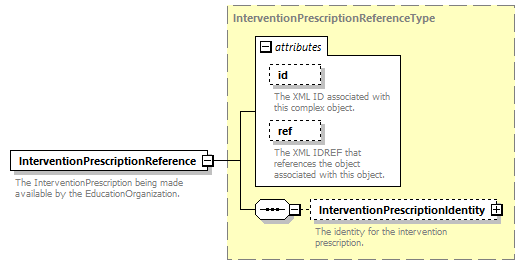 InterventionPrescriptionReferenceType
attributes
id
The XML ID associated with
this complex object.
ref
The XML IDREF that
references the object
associated with this object.
InterventionPrescriptionReference
The InterventionPrescription being made
available by the EducationOrganization.
InterventionPrescriptionIdentity
The identity for the intervention
prescription.